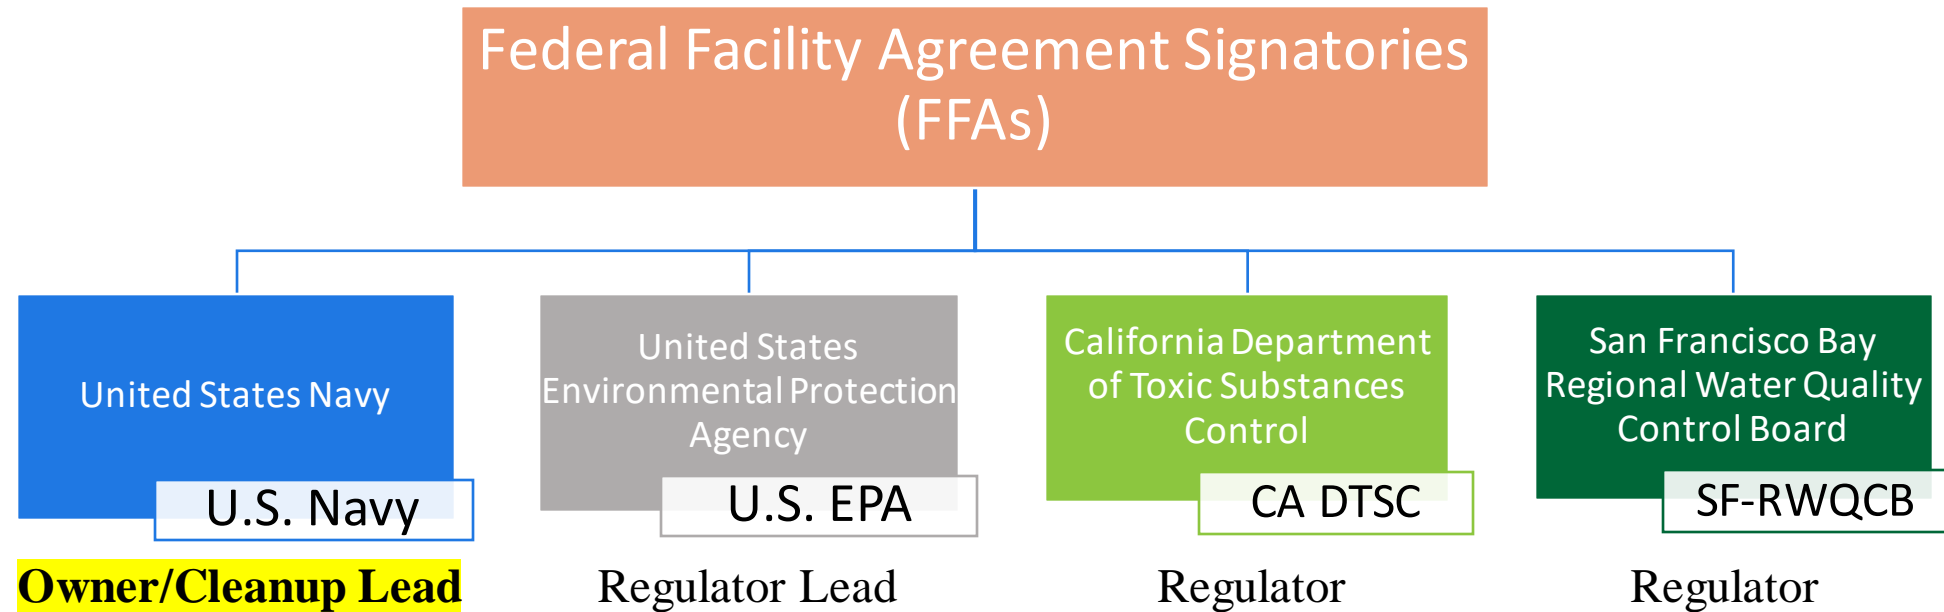 Federal Facility Agreement Signatories
(FFAs)
United States Navy
U.S. Navy
Owner/Cleanup Lead
United States
Environmental Protection
Agency
U.S. EPA
Regulator Lead
California Department
of Toxic Substances
Control
CA DTSC
Regulator
San Francisco Bay
Regional Water Quality
Control Board
SF-RWQCB
Regulator